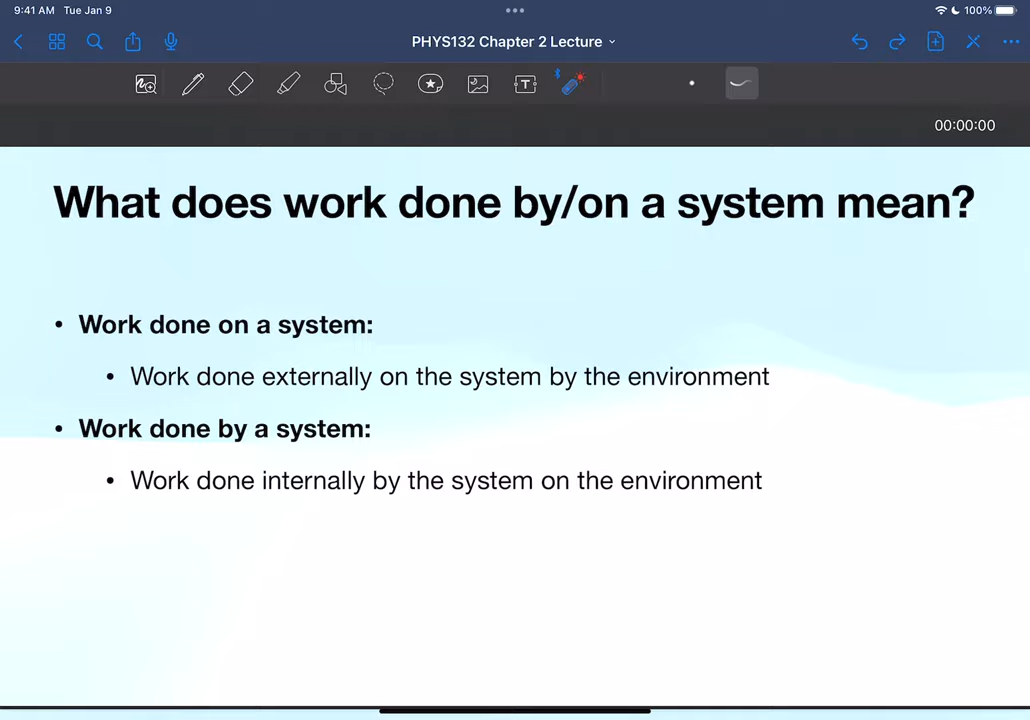 9:41 AM Tue Jan 9
100%
PHYS132 Chapter 2 Lecture
T
00:00:00
What does work done by/on a system mean?
• Work done on a system:
• Work done externally on the system by the environment
• Work done by a system:
• Work done internally by the system on the environment